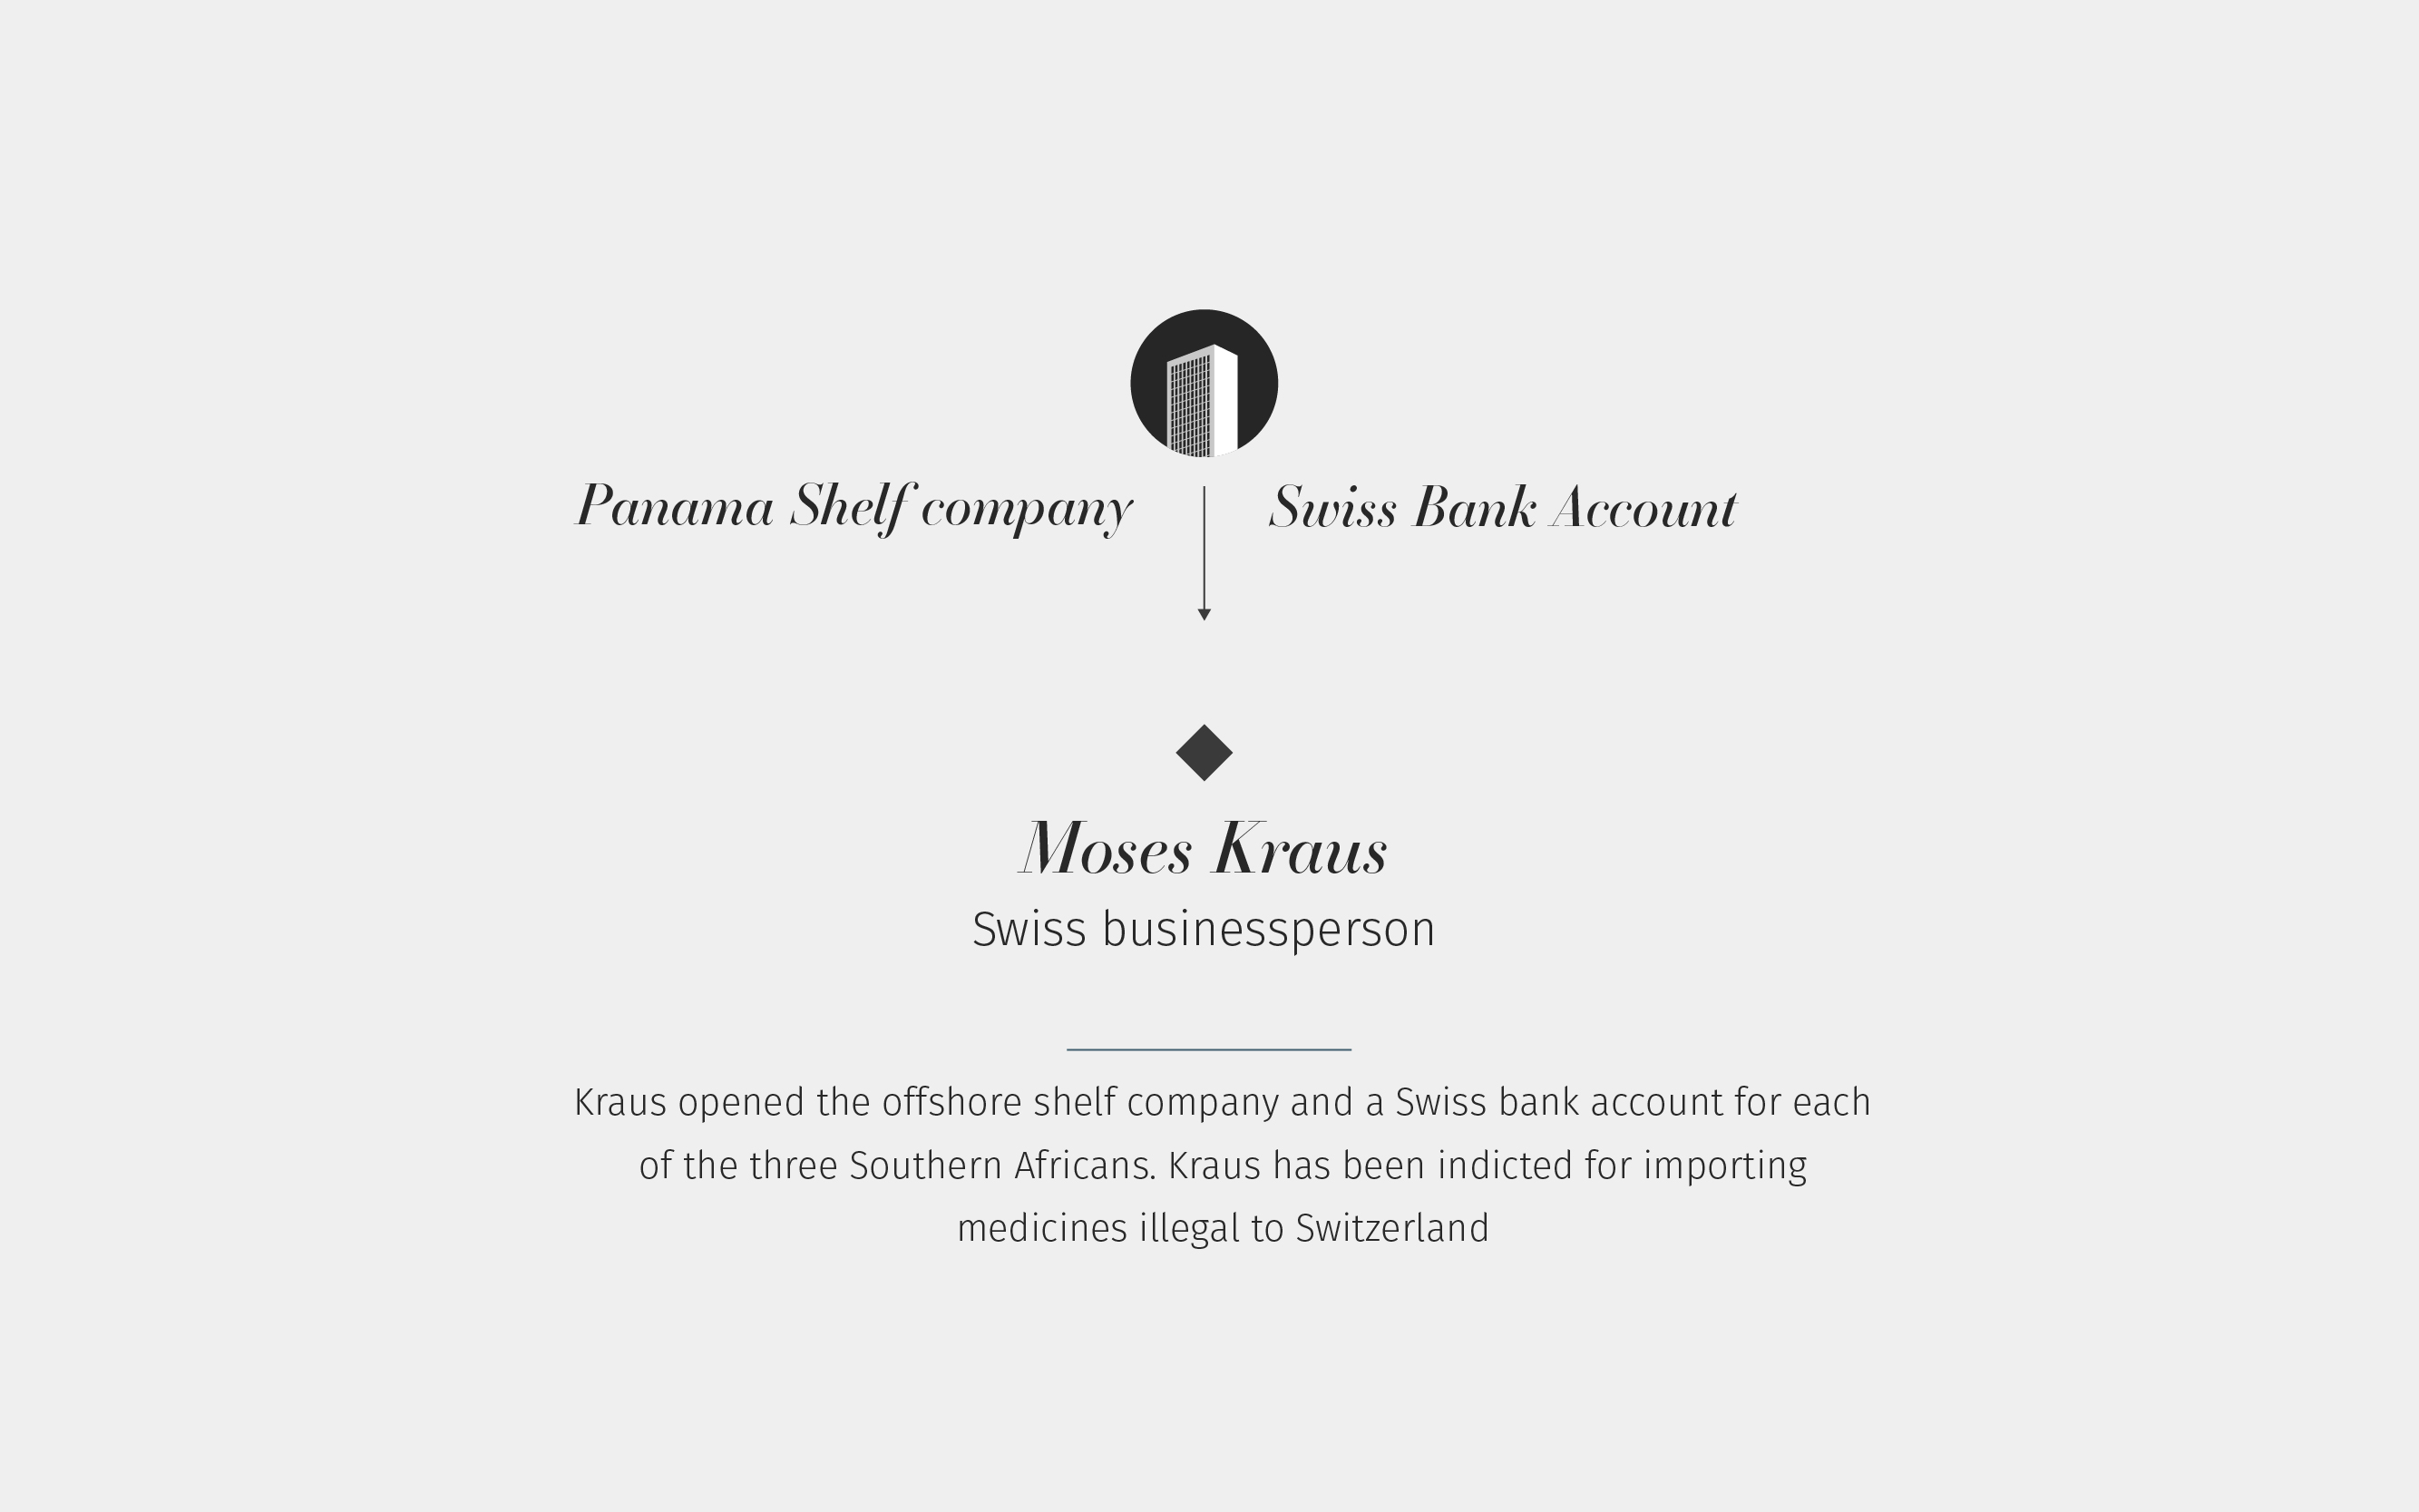 Panama Shelf company
Swiss Bank Account
Moses Kraus
Swiss businessperson
Kraus opened the offshore shelf company and a Swiss bank account for each
of the three Southern Africans. Kraus has been indicted for importing
medicines illegal to Switzerland